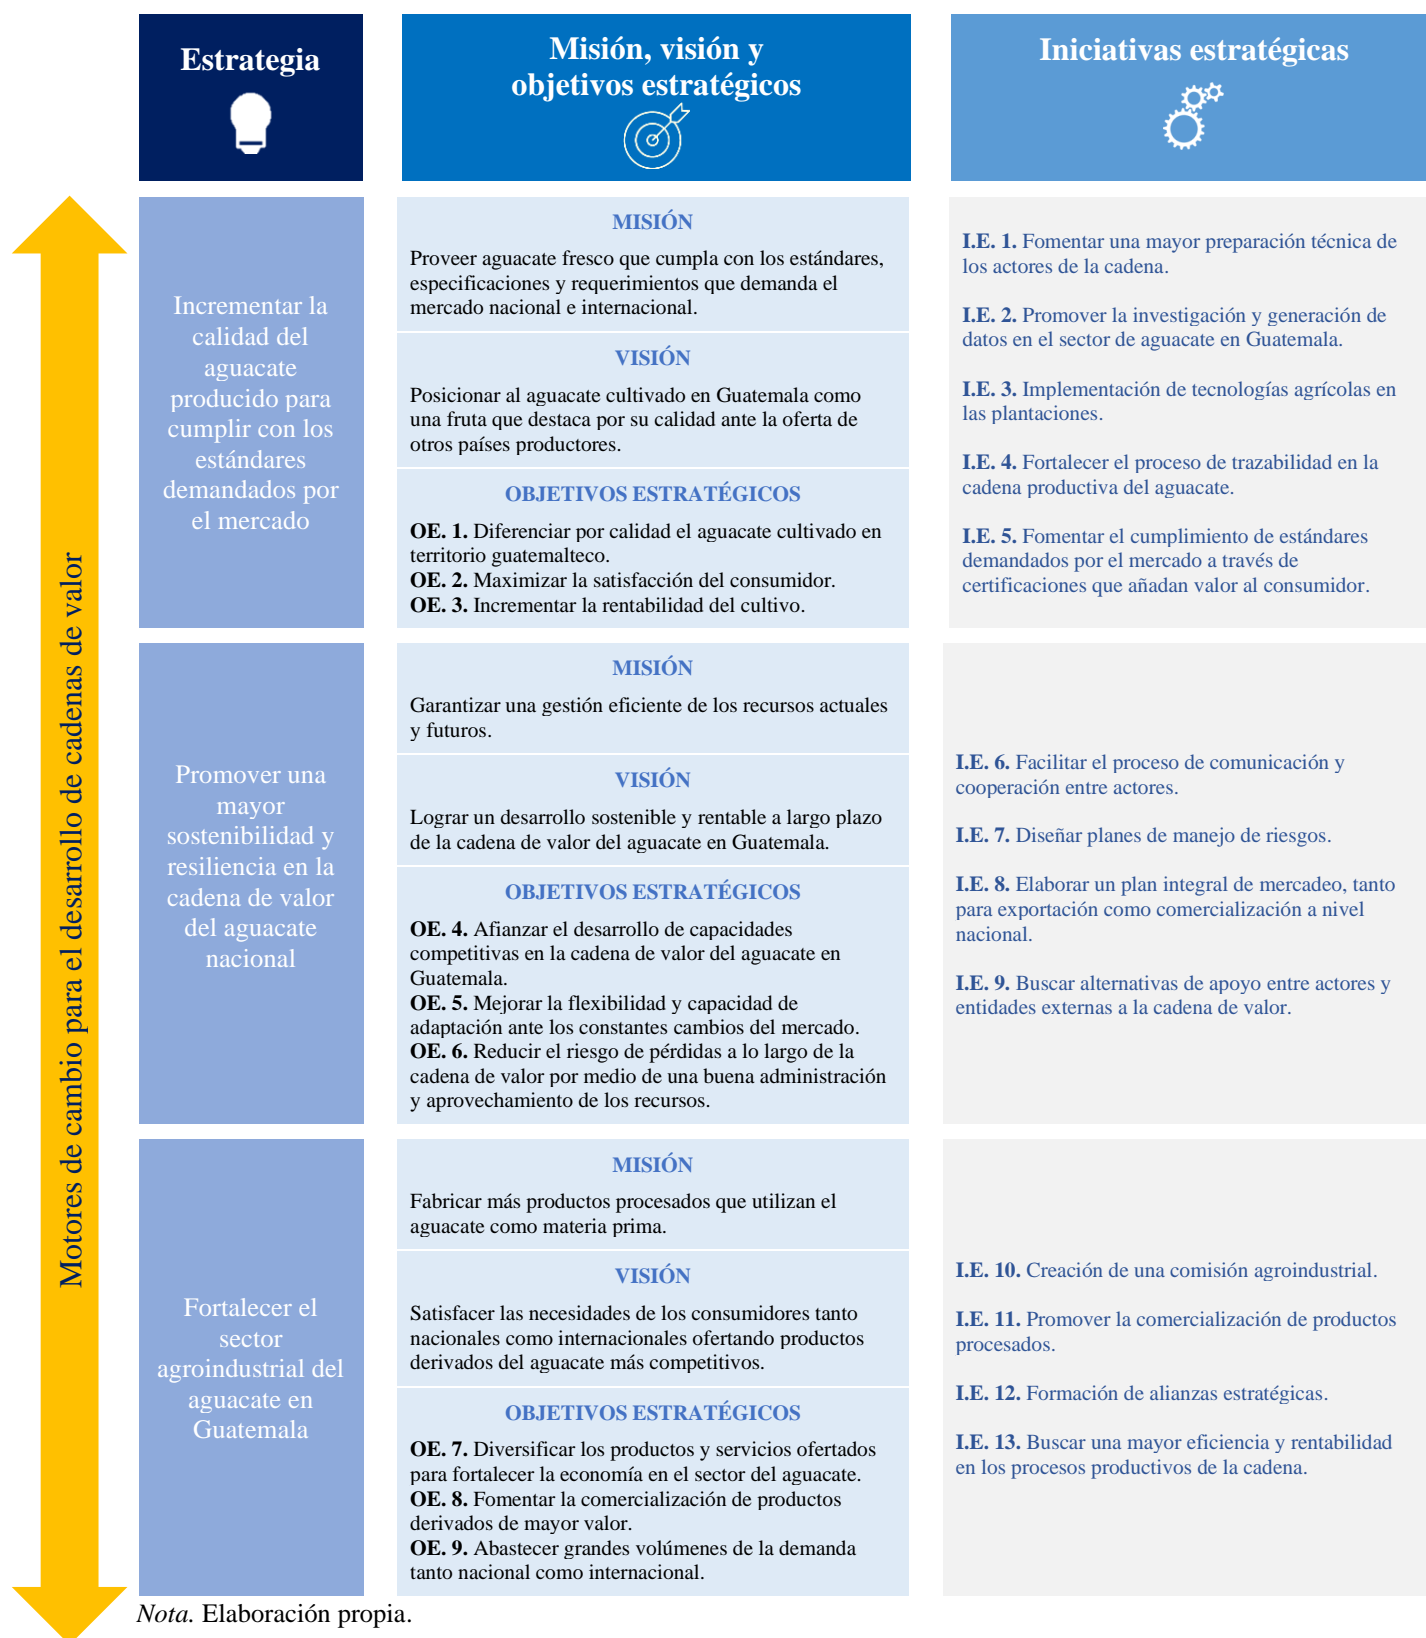 Estrategia
Misión, visión y
objetivos estratégicos
Iniciativas estratégicas
Motores de cambio para el desarrollo de cadenas de valor
Incrementar la
calidad del
aguacate
producido para
cumplir con los
estándares
demandados por
el mercado
MISIÓN
Proveer aguacate fresco que cumpla con los estándares,
especificaciones y requerimientos que demanda el
mercado nacional e internacional.
VISIÓN
Posicionar al aguacate cultivado en Guatemala como
una fruta que destaca por su calidad ante la oferta de
otros países productores.
OBJETIVOS ESTRATÉGICOS
OE. 1. Diferenciar por calidad el aguacate cultivado en
territorio guatemalteco.
OE. 2. Maximizar la satisfacción del consumidor.
OE. 3. Incrementar la rentabilidad del cultivo.
I.E. 1. Fomentar una mayor preparación técnica de
los actores de la cadena.
I.E. 2. Promover la investigación y generación de
datos en el sector de aguacate en Guatemala.
I.E. 3. Implementación de tecnologías agrícolas en
las plantaciones.
I.E. 4. Fortalecer el proceso de trazabilidad en la
cadena productiva del aguacate.
I.E. 5. Fomentar el cumplimiento de estándares
demandados por el mercado a través de
certificaciones que añadan valor al consumidor.
Promover una
mayor
sostenibilidad y
resiliencia en la
cadena de valor
del aguacate
nacional
MISIÓN
Garantizar una gestión eficiente de los recursos actuales
y futuros.
VISIÓN
Lograr un desarrollo sostenible y rentable a largo plazo
de la cadena de valor del aguacate en Guatemala.
OBJETIVOS ESTRATÉGICOS
OE. 4. Afianzar el desarrollo de capacidades
competitivas en la cadena de valor del aguacate en
Guatemala.
OE. 5. Mejorar la flexibilidad y capacidad de
adaptación ante los constantes cambios del mercado.
OE. 6. Reducir el riesgo de pérdidas a lo largo de la
cadena de valor por medio de una buena administración
y aprovechamiento de los recursos.
I.E. 6. Facilitar el proceso de comunicación y
cooperación entre actores.
I.E. 7. Diseñar planes de manejo de riesgos.
I.E. 8. Elaborar un plan integral de mercadeo, tanto
para exportación como comercialización a nivel
nacional.
I.E. 9. Buscar alternativas de apoyo entre actores y
entidades externas a la cadena de valor.
Fortalecer el
sector
agroindustrial del
aguacate en
Guatemala
MISIÓN
Fabricar más productos procesados que utilizan el
aguacate como materia prima.
VISIÓN
Satisfacer las necesidades de los consumidores tanto
nacionales como internacionales ofertando productos
derivados del aguacate más competitivos.
OBJETIVOS ESTRATÉGICOS
OE. 7. Diversificar los productos y servicios ofertados
para fortalecer la economía en el sector del aguacate.
OE. 8. Fomentar la comercialización de productos
derivados de mayor valor.
OE. 9. Abastecer grandes volúmenes de la demanda
tanto nacional como internacional.
I.E. 10. Creación de una comisión agroindustrial.
I.E. 11. Promover la comercialización de productos
procesados.
I.E. 12. Formación de alianzas estratégicas.
I.E. 13. Buscar una mayor eficiencia y rentabilidad
en los procesos productivos de la cadena.
Nota. Elaboración propia.